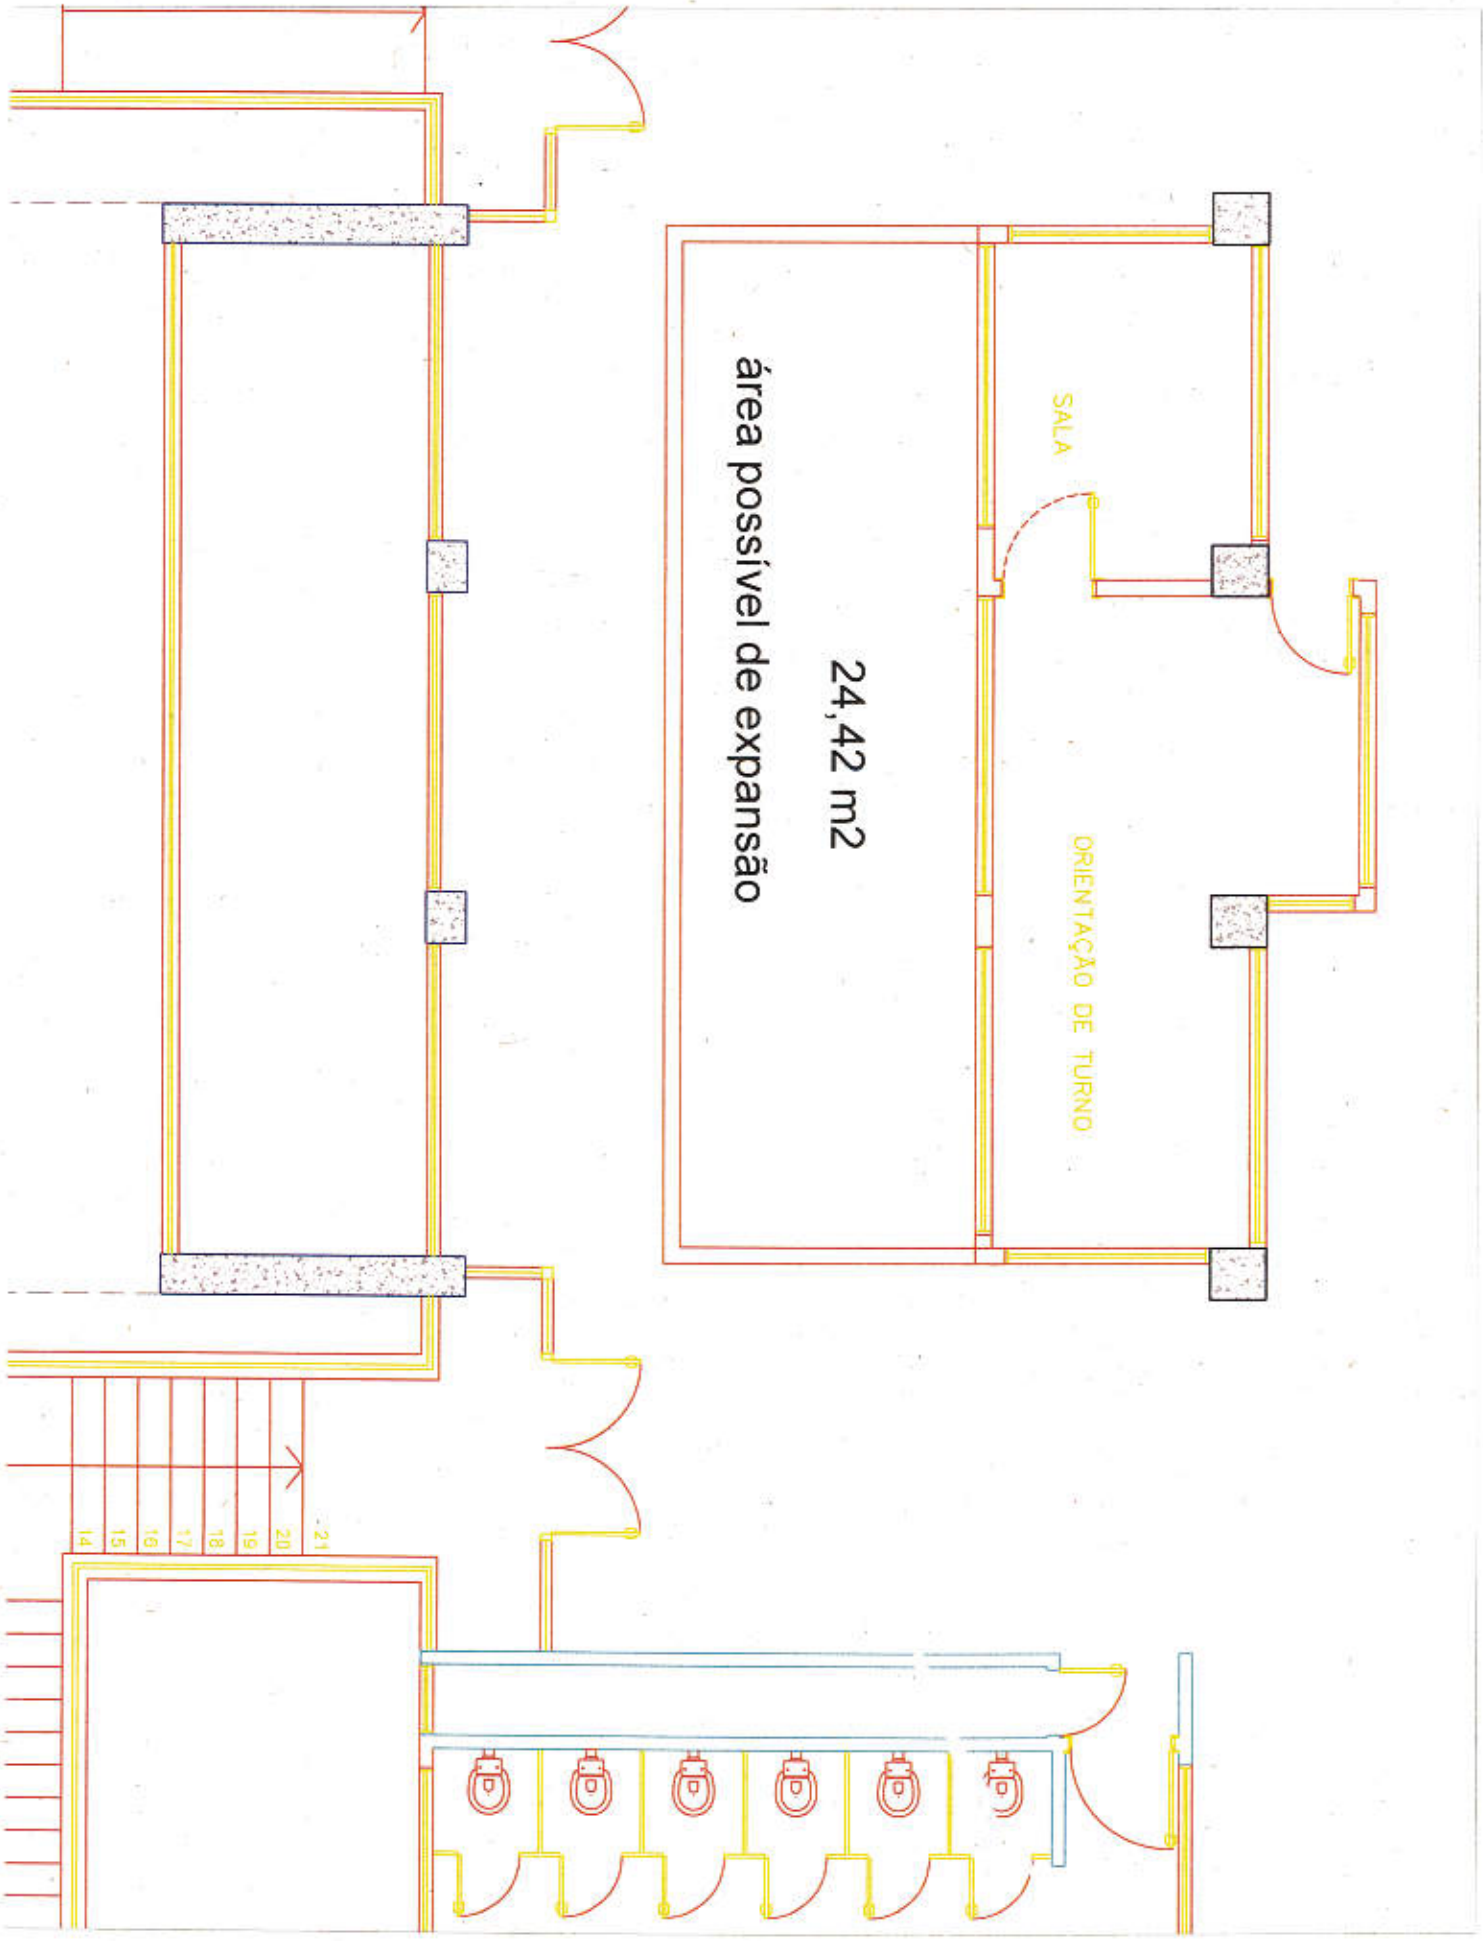 SALA
ORIENTAÇÃO DE TURNO
24,42 m2
área possível de expansão
21
20
19
18
17
16
15
14